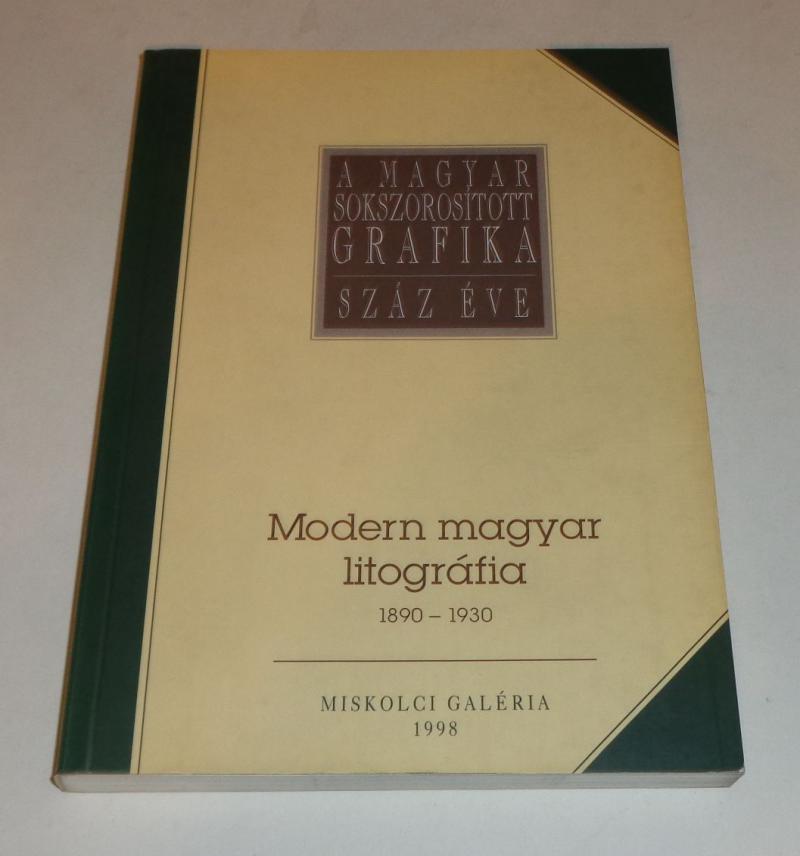 A MAGYAR
SOKSZOROSÍTOTT
GRAFIKA
SZÁZ ÉVE
Modern magyar
litográfia
1890 – 1930
MISKOLCI GALÉRIA
1998